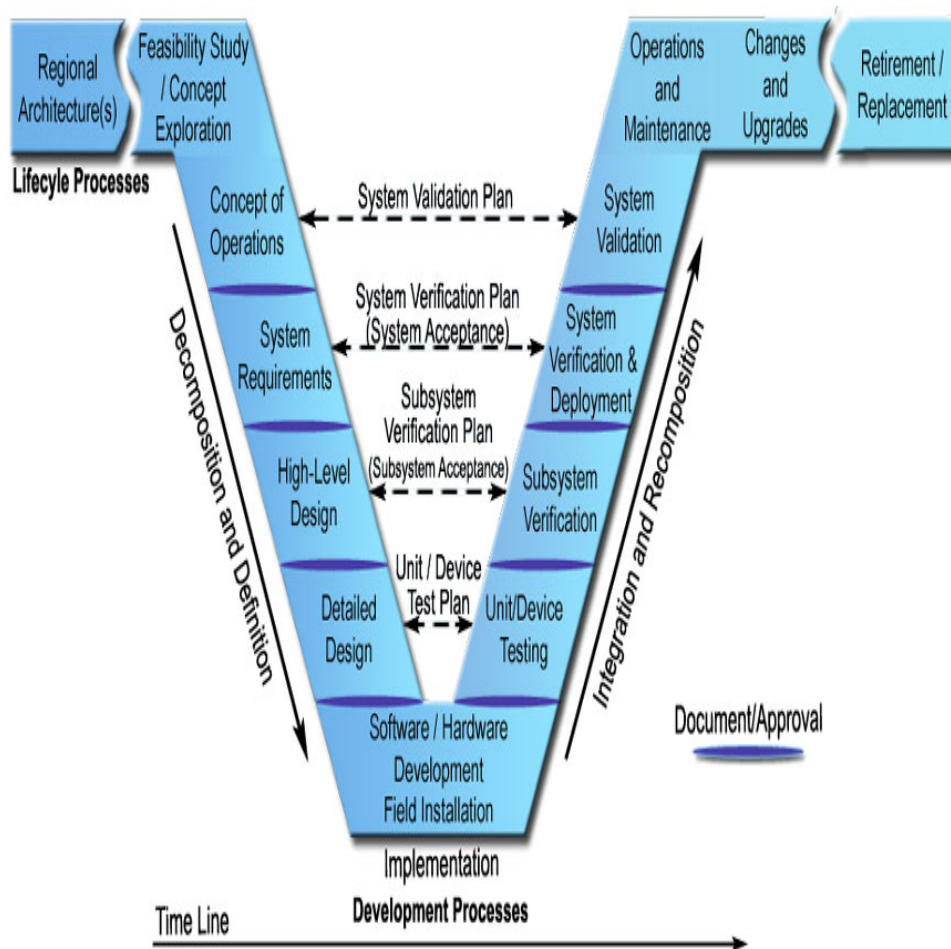 Regional
Architecture(s)
Feasibility Study
/ Concept
Exploration
Operations
and
Maintenance
Changes
and
Upgrades
Retirement /
Replacement
Lifecyle Processes
Concept of
Operations
System Validation Plan
System
Validation
System
Requirements
System Verification Plan
(System Acceptance)
System
Verification &
Deployment
High-Level
Design
Subsystem
Verification Plan
(Subsystem Acceptance)
Subsystem
Verification
Detailed
Design
Unit / Device
Test Plan
Unit/Device
Testing
Decomposition and Definition
Integration and Recomposition
Software / Hardware
Development
Field Installation
Document/Approval
Implementation
Development Processes
Time Line